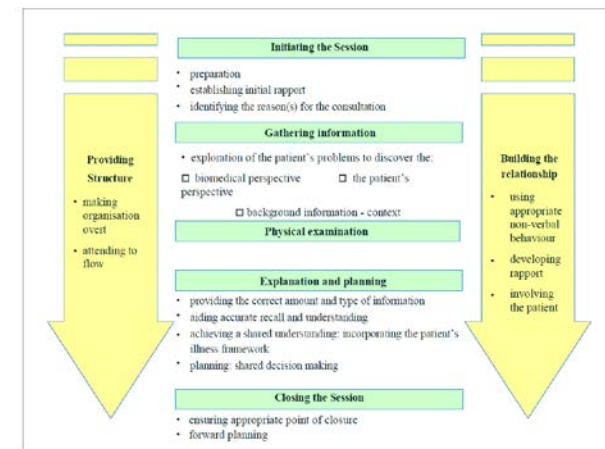 Initiating the Session
• preparation
• establishing initial rapport
• identifying the reason(s) for the consultation
Gathering information
• exploration of the patient's problems to discover the:
☐ biomedical perspective ☐ the patient's
perspective
☐ background information - context
Physical examination
Explanation and planning
• providing the correct amount and type of information
• aiding accurate recall and understanding
• achieving a shared understanding: incorporating the patient's
illness framework
• planning: shared decision making
Closing the Session
• ensuring appropriate point of closure
• forward planning
Providing
Structure
• making
organisation
overt
• attending to
flow
Building the
relationship
• using
appropriate
non-verbal
behaviour
• developing
rapport
• involving
the patient